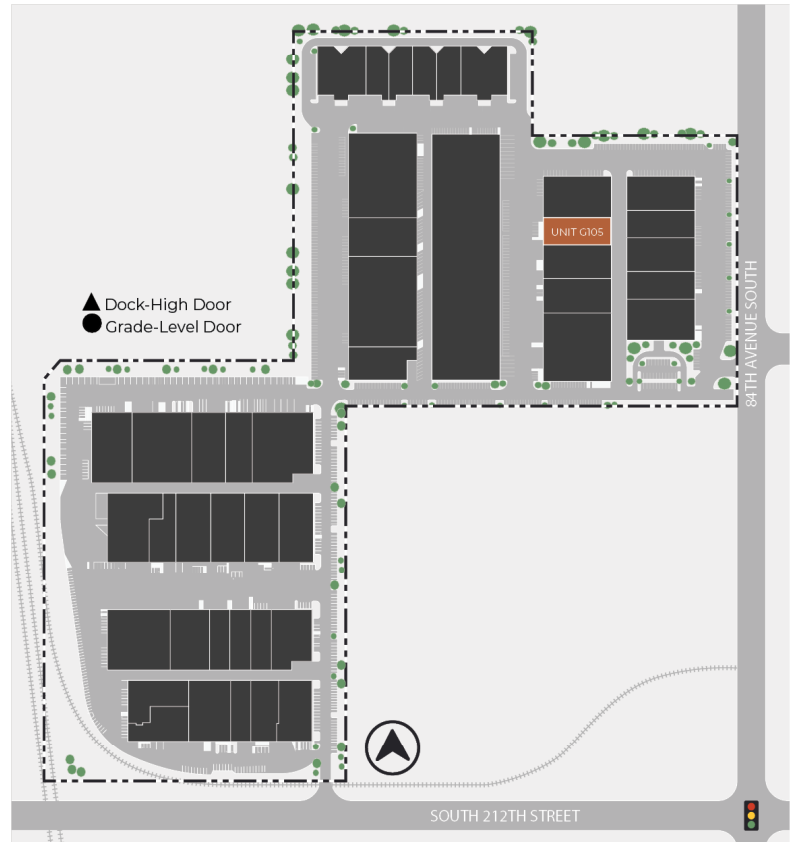 UNIT G105
Dock-High Door
Grade-Level Door
84TH AVENUE SOUTH
SOUTH 212TH STREET